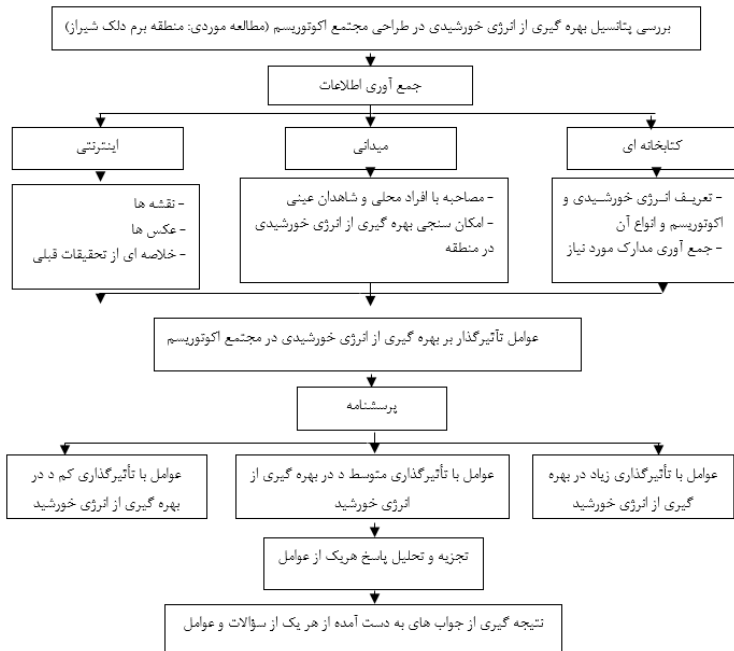 بررسی پتانسیل بهره گیری از انرژی خورشیدی در طراحی مجتمع اکوتوریسم (مطالعه موردی: منطقه برم دلک شیراز)
جمع آوری اطلاعات
کتابخانه ای
میدانی
اینترنتی
- تعریف انرژی خورشیدی و
اکوتوریسم و انواع آن
- جمع آوری مدارک مورد نیاز
- مصاحبه با افراد محلی و شاهدان عینی
- امکان سنجی بهره گیری از انرژی خورشیدی
در منطقه
- نقشه ها
- عکس ها
- خلاصه ای از تحقیقات قبلی
عوامل تأثیرگذار بر بهره گیری از انرژی خورشیدی در مجتمع اکوتوریسم
پرسشنامه
عوامل با تأثیرگذاری زیاد در بهره
گیری از انرژی خورشید
عوامل با تأثیرگذاری متوسط د در بهره گیری از
انرژی خورشید
عوامل با تأثیرگذاری کم د در
بهره گیری از انرژی خورشید
تجزیه و تحلیل پاسخ هریک از عوامل
نتیجه گیری از جواب های به دست آمده از هر یک از سؤالات و عوامل